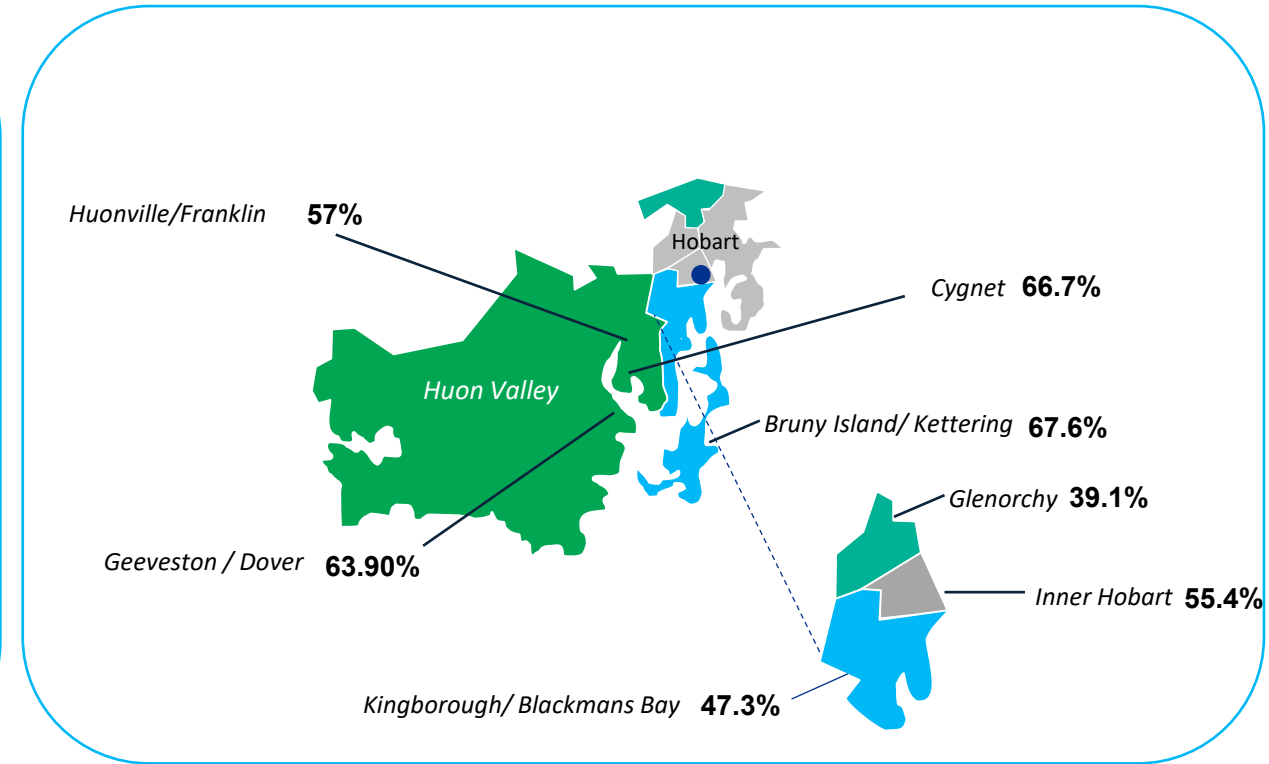 Huonville/Franklin 57%
Hobart
Cygnet 66.7%
Huon Valley
Bruny Island/ Kettering 67.6%
Glenorchy 39.1%
Geeveston / Dover 63.90%
Inner Hobart 55.4%
Kingborough/ Blackmans Bay 47.3%